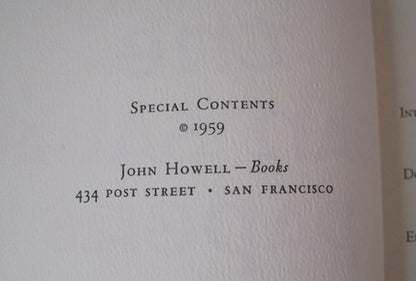 Special Contents
© 1959
John Howell — Books
434 POST STREET • SAN FRANCISCO